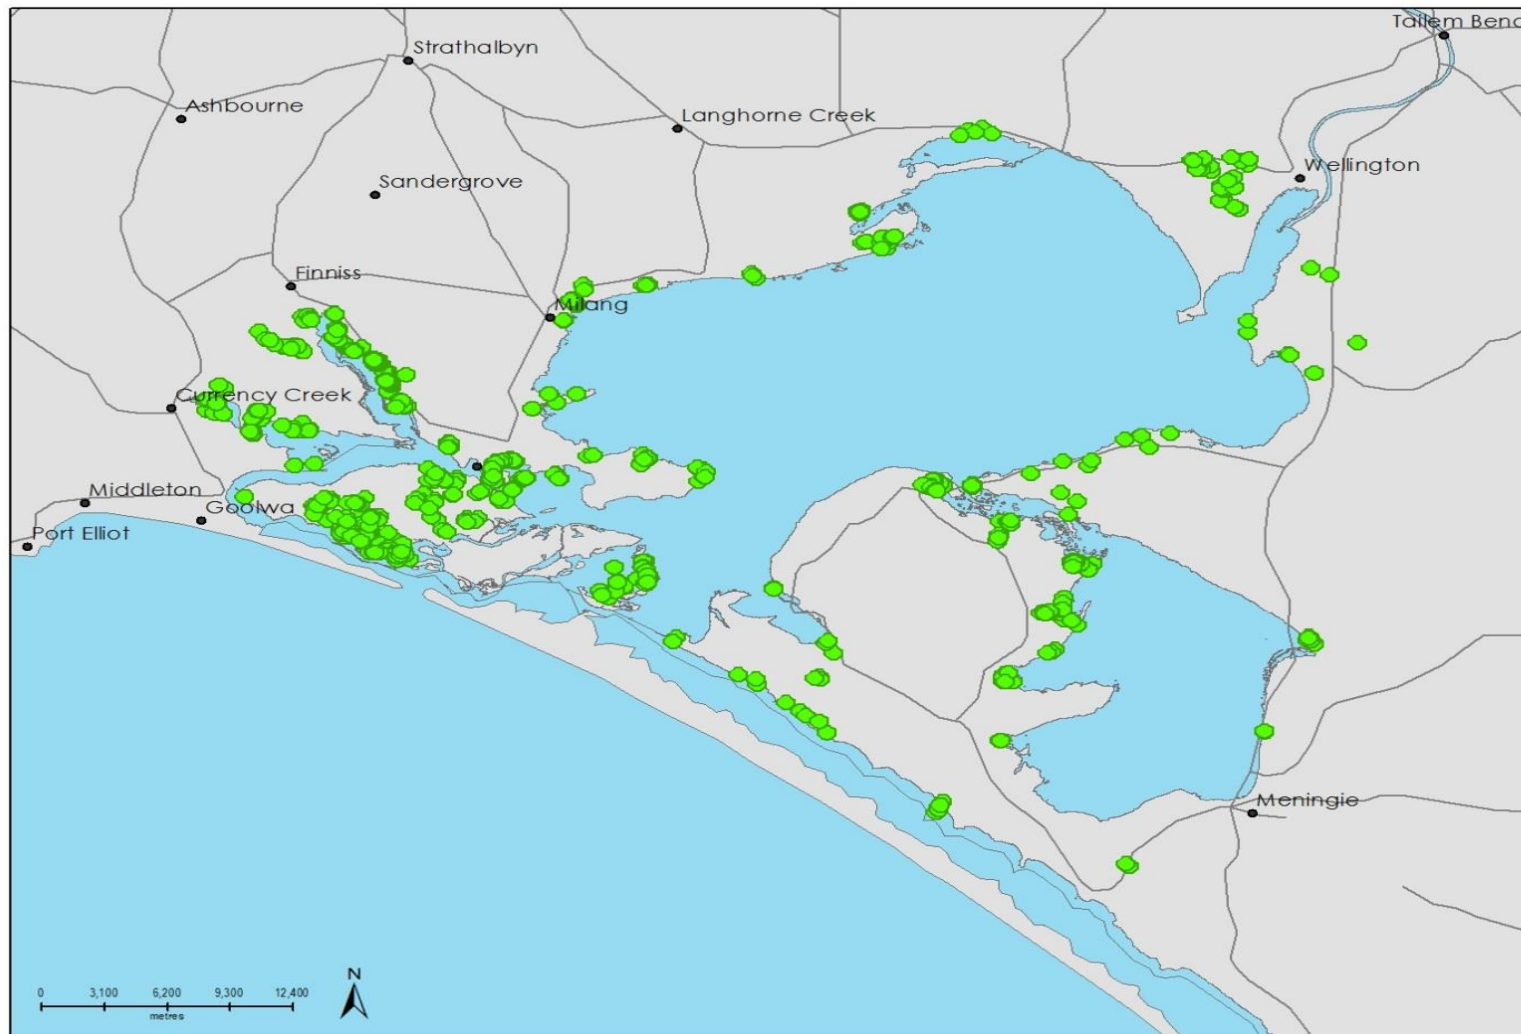 Tailem Bend
Strathalbyn
Ashbourne
Langhorne Creek
Wellington
Sandergrove
Finniss
Milang
Currency Creek
Middleton
Goolwa
Port Elliot
Meningie
N
0 3,100 6,200 9,300 12,400
metres